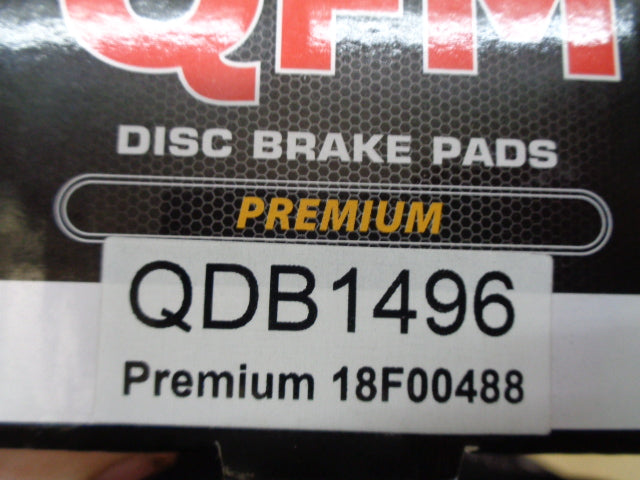 QFM
DISC BRAKE PADS
PREMIUM
QDB1496
Premium 18F00488